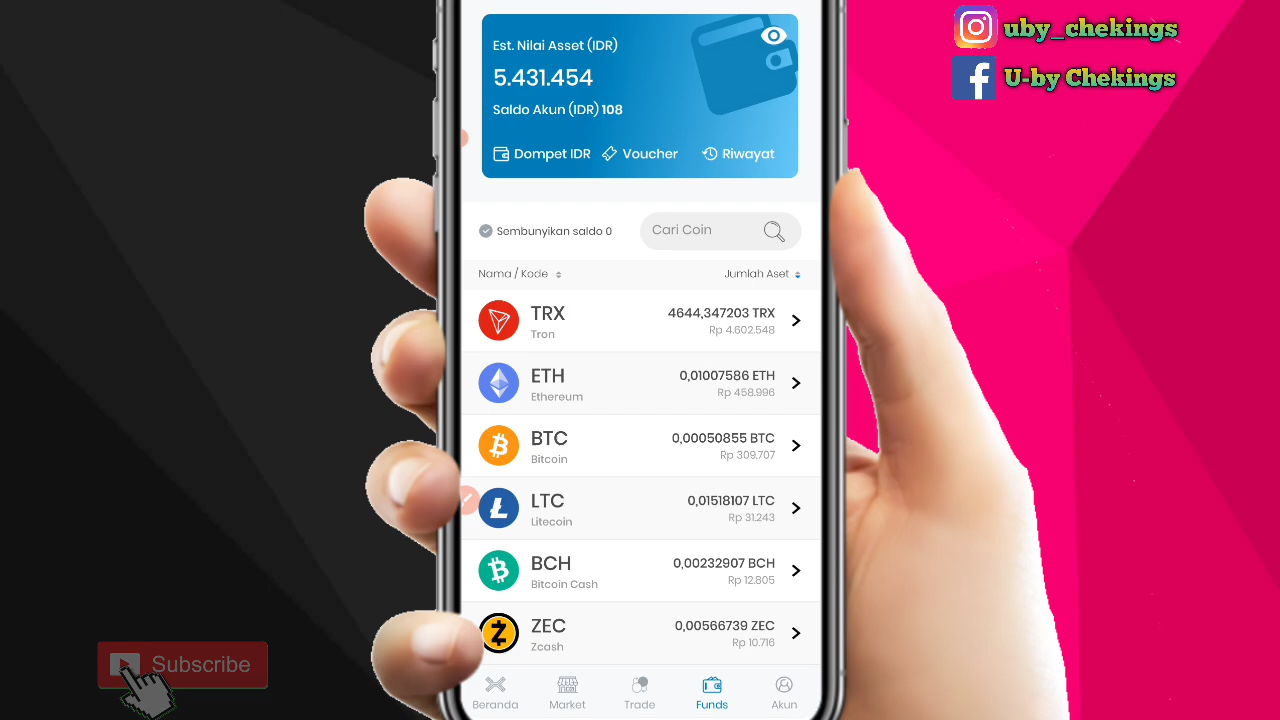 uby_chekings
U-by Chekings
Est. Nilai Asset (IDR)
5.431.454
Saldo Akun (IDR) 108
Dompet IDR Voucher Riwayat
Sembunyikan saldo 0 Cari Coin
Nama / Kode Jumlah Aset
TRX 4644,347203 TRX
Tron Rp 4.602.548
ETH 0,01007586 ETH
Ethereum Rp 458.996
BTC 0,00050855 BTC
Bitcoin Rp 309.707
LTC 0,01518107 LTC
Litecoin Rp 31.243
BCH 0,00232907 BCH
Bitcoin Cash Rp 12.805
ZEC 0,00566739 ZEC
Zcash Rp 10.716
Beranda Market Trade Funds Akun
Subscribe